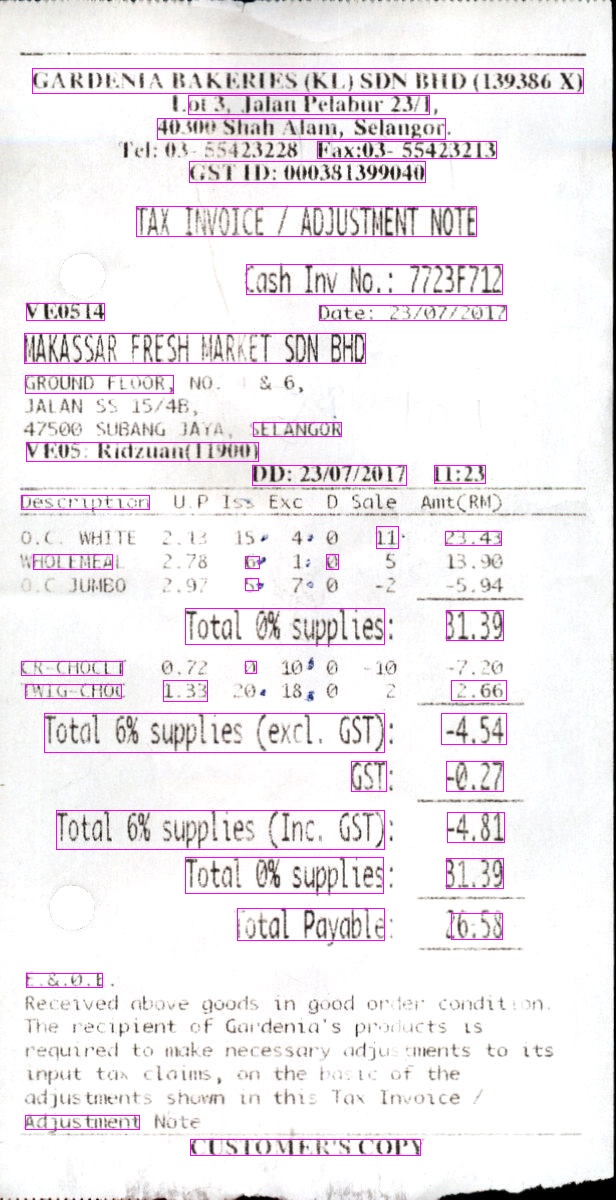 GARDENIA BAKERIES (KL) SDN BHD (139386 X)
Lot 3, Jalan Pelabur 23/1,
40300 Shah Alam, Selangor.
Tel: 03- 55423228 Fax:03- 55423213
GST ID: 000381399040
TAX INVOICE / ADJUSTMENT NOTE
Cash Inv No.: 7723F712
VE0514 Date: 23/07/2017
MAKASSAR FRESH MARKET SDN BHD
GROUND FLOOR, NO. & 6,
JALAN SS 15/4B,
47500 SUBANG JAYA, SELANGOR
VE05: Ridzuan(11900)
DD: 23/07/2017 11:23
Description U.P Iss Exc D Sale Amt(RM)
O.C. WHITE 2.13 15 4 0 11 23.43
WHOLEMEAL 2.78 6 1 0 5 13.90
O.C JUMBO 2.97 5 7 0 -2 -5.94
Total 0% supplies: 31.39
CR-CHOCLT 0.72 0 10 0 -10 -7.20
TWIG-CHOC 1.33 20 18 0 2 2.66
Total 6% supplies (excl. GST): -4.54
GST: -0.27
Total 6% supplies (Inc. GST): -4.81
Total 0% supplies: 31.39
Total Payable: 26.58
E.&.O.E.
Received above goods in good order condition.
The recipient of Gardenia's products is
required to make necessary adjustments to its
input tax claims, on the basic of the
adjustments shown in this Tax Invoice /
Adjustment Note
CUSTOMER'S COPY